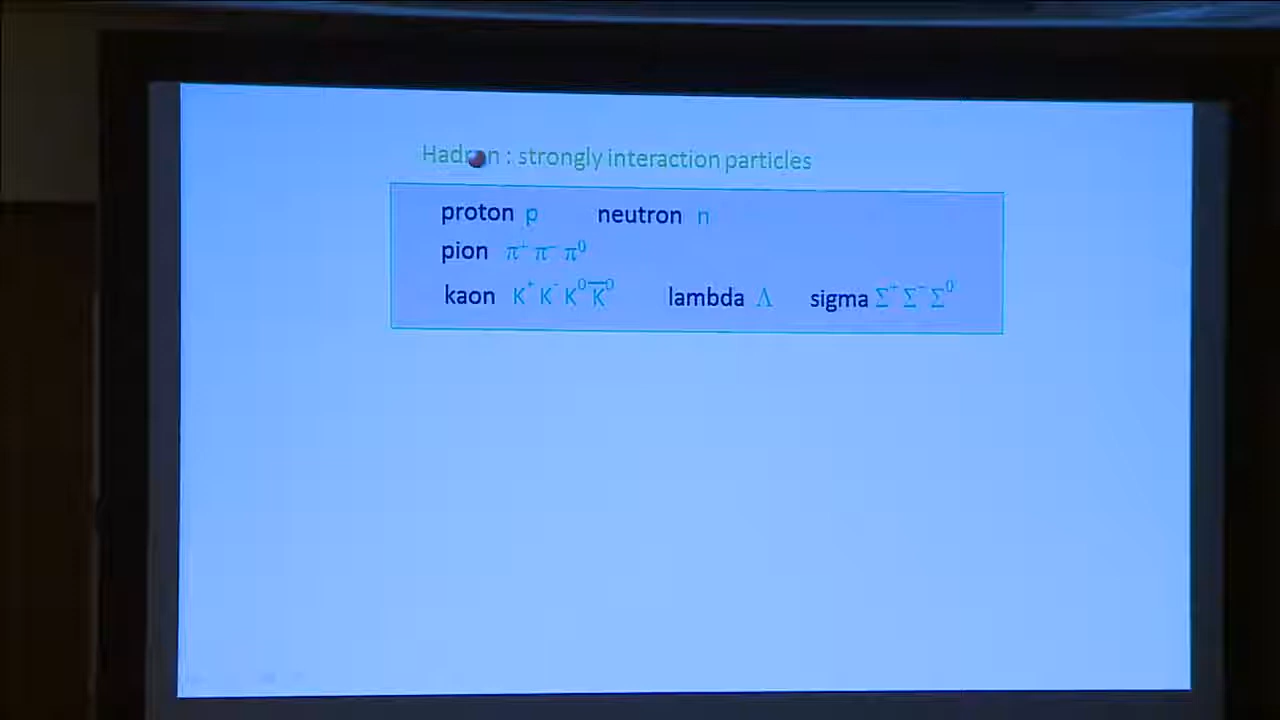 Hadron : strongly interaction particles
proton p neutron n
pion π⁺ π⁻ π⁰
kaon K⁺ K⁻ K⁰ K̅⁰ lambda Λ sigma Σ⁺ Σ⁻ Σ⁰